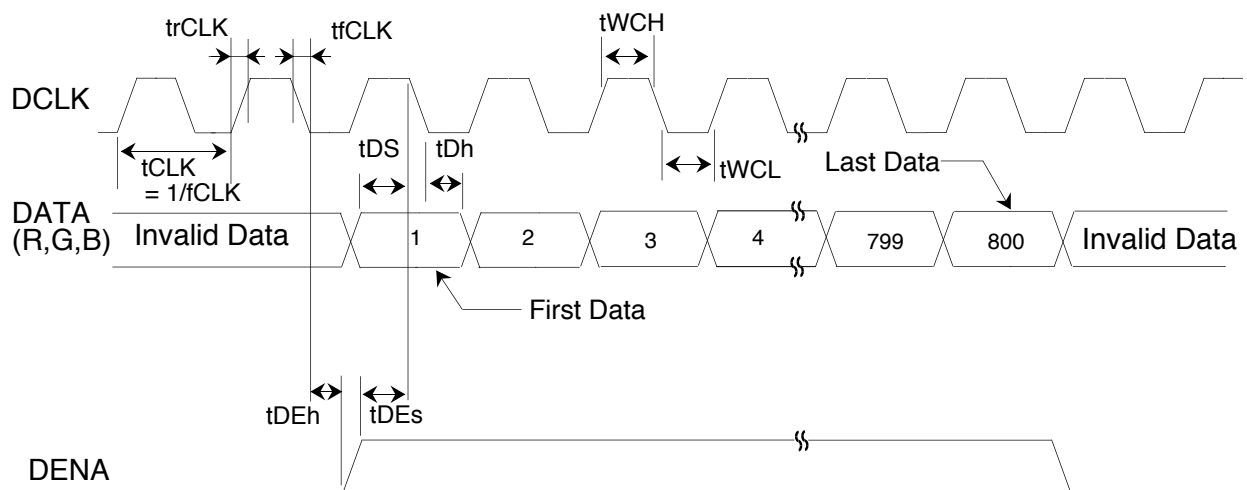 trCLK tfCLK tWCH
DCLK
tCLK
= 1/fCLK
tDS tDh
tWCL
Last Data
DATA
(R,G,B)
Invalid Data 1 2 3 4 799 800 Invalid Data
First Data
tDEh tDEs
DENA